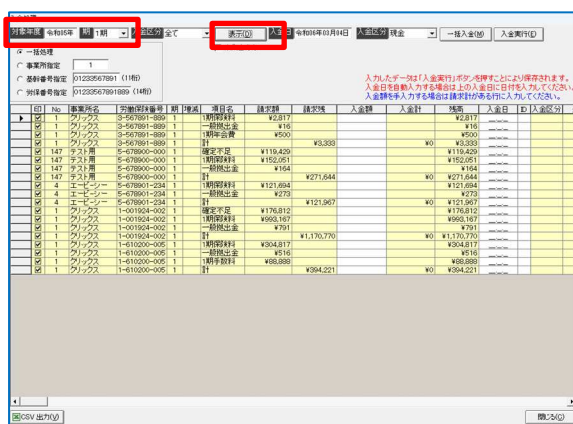 対象年度 令和05年 期 1期 入金区分 全て 表示(D) 入金日 令和06年03月04日 入金区分 現金 一括入金(M) 入金実行(E)
一括処理
事業所指定 1
基幹番号指定 01233567891 (11桁)
労保番号指定 01233567891889 (14桁)
入力したデータは「入金実行」ボタンを押すことにより保存されます。
入金日を自動入力する場合は上の入金日に日付を入力してください。
入金額を手入力する場合は請求計がある行に入力してください。
印 No 事業所名 労働保険番号 期 増減 項目名 請求額 請求残 入金額 入金計 残高 入金日 ID 入金区分
1 クリックス 3-567891-889 1 1期保険料 ¥2,817 ¥2,817
1 クリックス 3-567891-889 1 一般拠出金 ¥16 ¥16
1 クリックス 3-567891-889 1 1期年会費 ¥500 ¥500
1 クリックス 3-567891-889 1 計 ¥3,333 ¥0 ¥3,333
147 テスト用 5-678900-000 1 確定不足 ¥119,429 ¥119,429
147 テスト用 5-678900-000 1 1期保険料 ¥152,051 ¥152,051
147 テスト用 5-678900-000 1 一般拠出金 ¥164 ¥164
147 テスト用 5-678900-000 1 計 ¥271,644 ¥0 ¥271,644
4 エービーシー 5-678901-234 1 1期保険料 ¥121,694 ¥121,694
4 エービーシー 5-678901-234 1 一般拠出金 ¥273 ¥273
4 エービーシー 5-678901-234 1 計 ¥121,967 ¥0 ¥121,967
1 クリックス 1-001924-002 1 確定不足 ¥176,812 ¥176,812
1 クリックス 1-001924-002 1 1期保険料 ¥993,167 ¥993,167
1 クリックス 1-001924-002 1 一般拠出金 ¥791 ¥791
1 クリックス 1-001924-002 1 計 ¥1,170,770 ¥0 ¥1,170,770
1 クリックス 1-610200-005 1 1期保険料 ¥304,817 ¥304,817
1 クリックス 1-610200-005 1 一般拠出金 ¥516 ¥516
1 クリックス 1-610200-005 1 1期手数料 ¥88,888 ¥88,888
1 クリックス 1-610200-005 1 計 ¥394,221 ¥0 ¥394,221
CSV 出力(V) 閉じる(C)